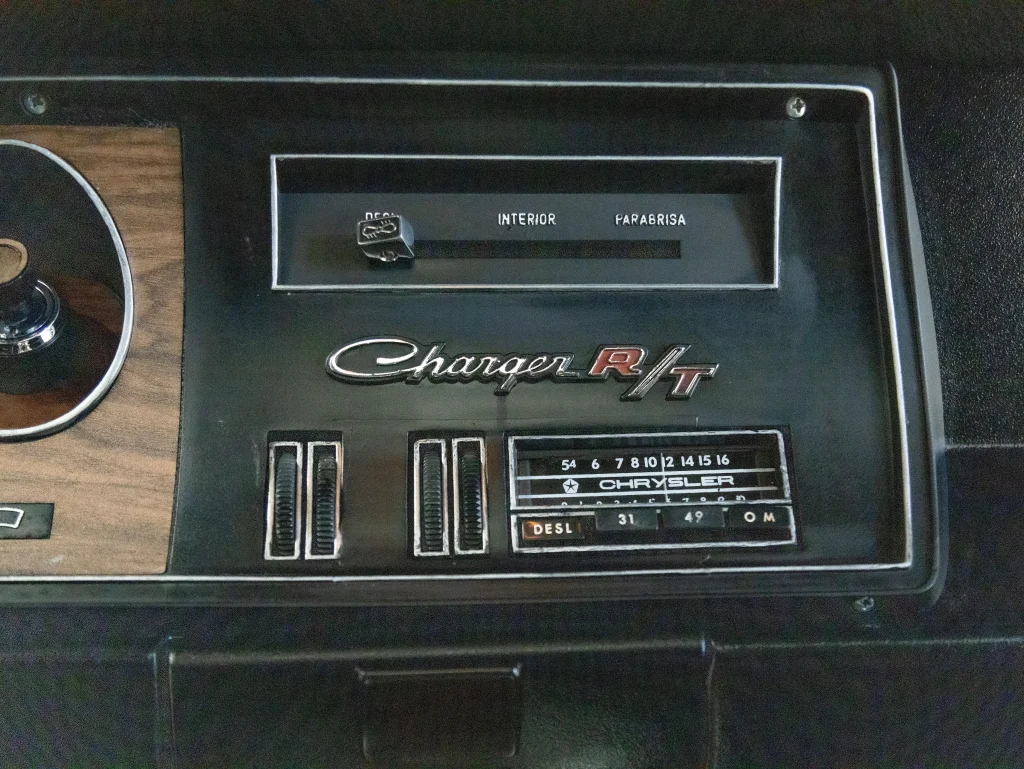 DESL INTERIOR PARABRISA
Charger R/T
54 6 7 8 10 12 14 15 16
CHRYSLER
DESL 31 49 OM